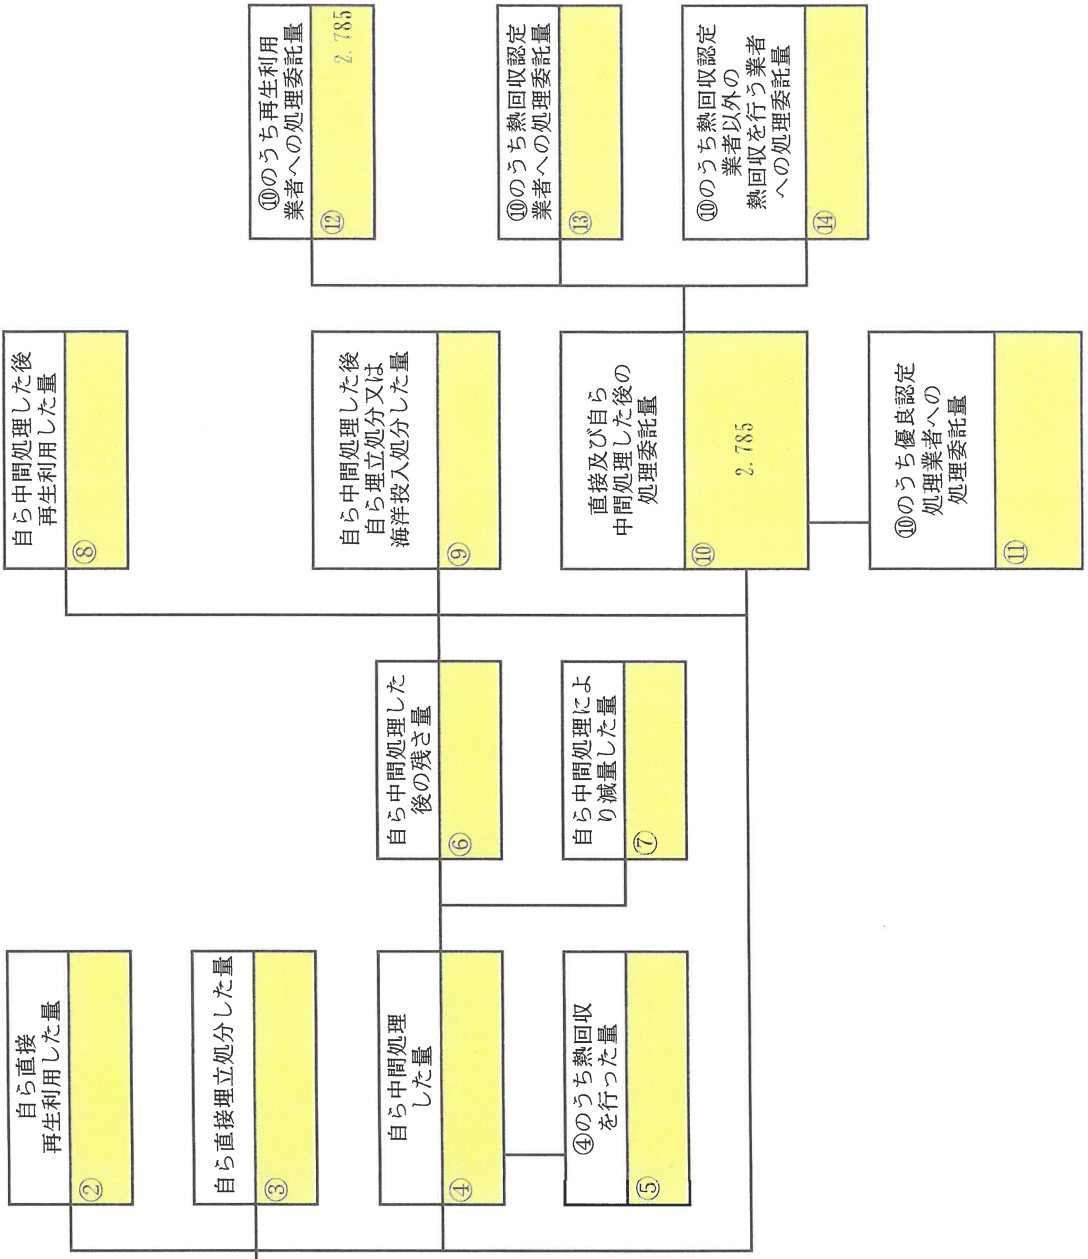 自ら直接
再生利用した量
②
自ら直接埋立処分した量
③
自ら中間処理
した量
④
④のうち熱回収
を行った量
⑤
自ら中間処理した
後の残さ量
⑥
自ら中間処理によ
り減量した量
⑦
自ら中間処理した後
再生利用した量
⑧
自ら中間処理した後
自ら埋立処分又は
海洋投入処分した量
⑨
直接及び自ら
中間処理した後の
処理委託量
⑩
2.785
⑩のうち優良認定
処理業者への
処理委託量
⑪
⑩のうち再生利用
業者への処理委託量
⑫
2.785
⑩のうち熱回収認定
業者への処理委託量
⑬
⑩のうち熱回収認定
業者以外の
熱回収を行う業者
への処理委託量
⑭